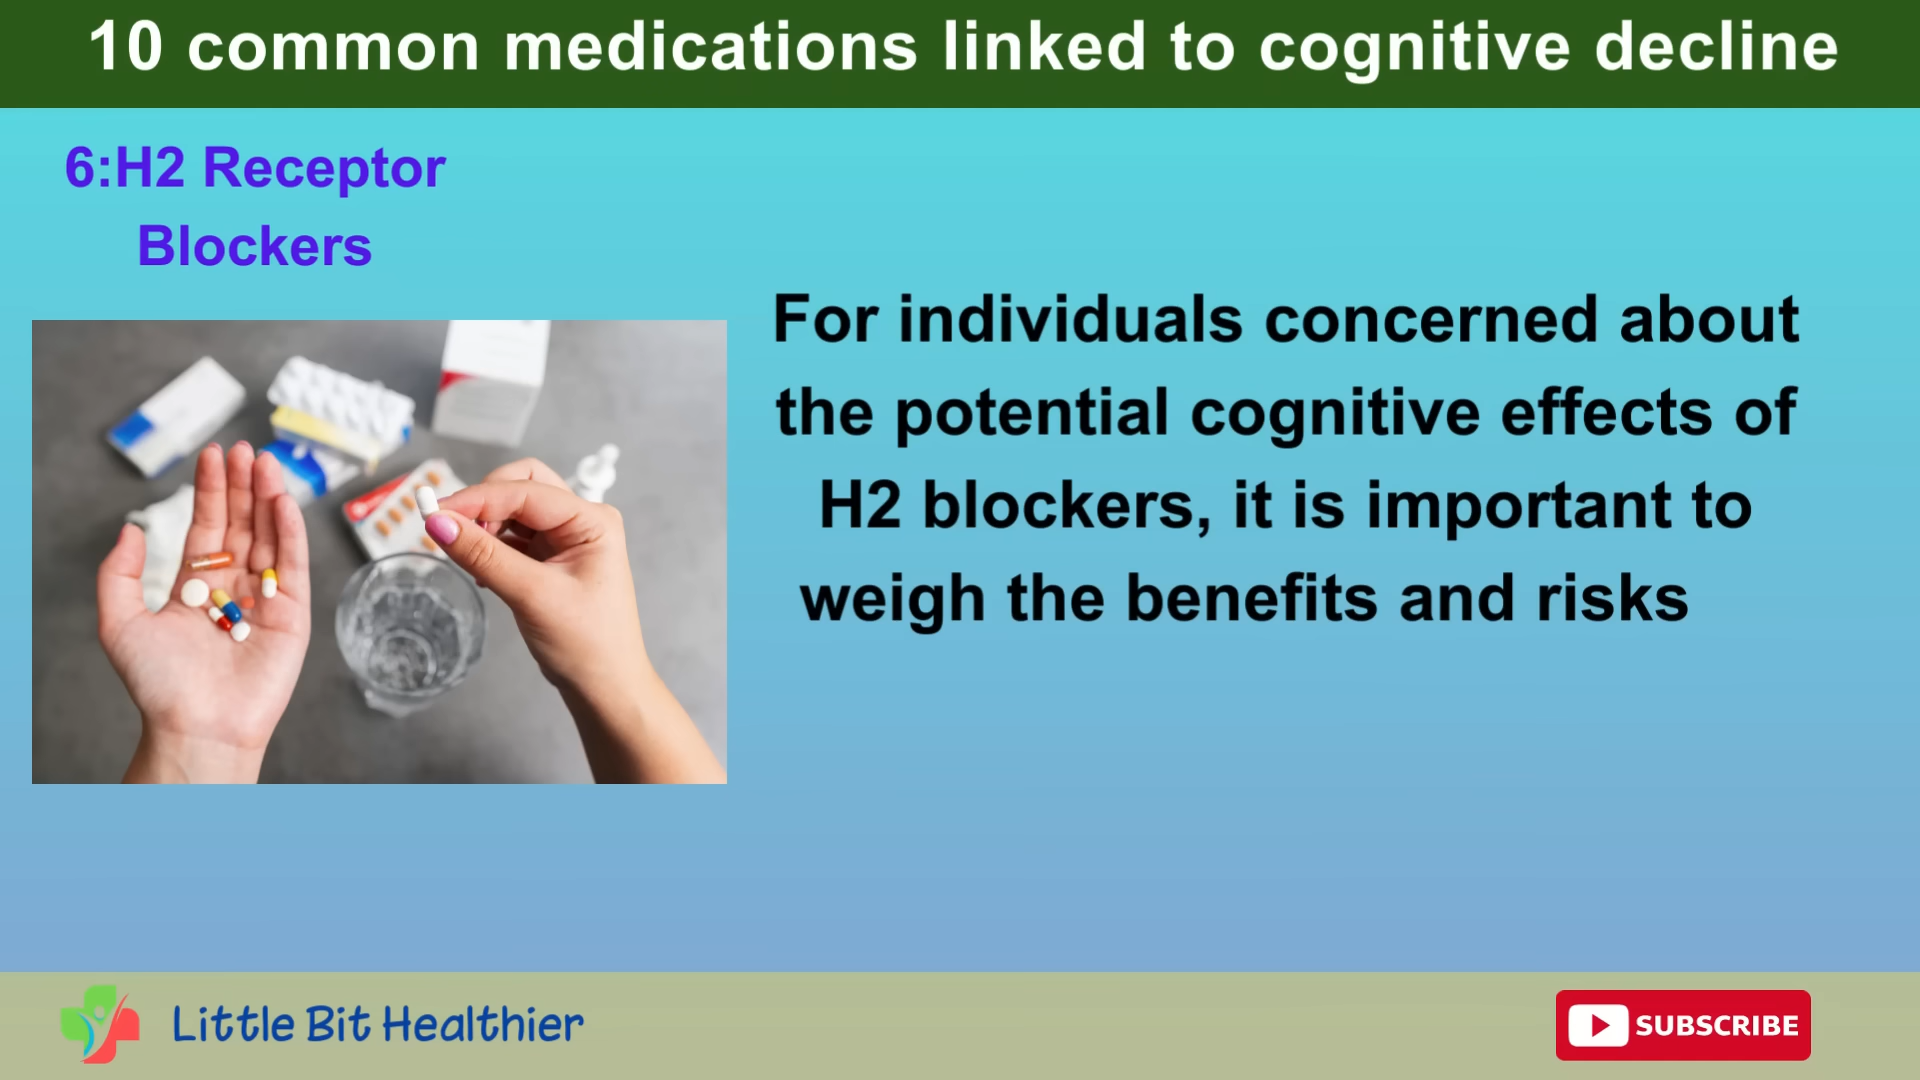 10 common medications linked to cognitive decline
6:H2 Receptor
Blockers
For individuals concerned about
the potential cognitive effects of
H2 blockers, it is important to
weigh the benefits and risks
Little Bit Healthier
SUBSCRIBE